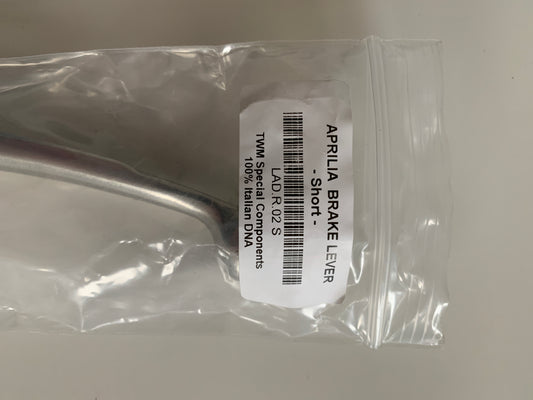 APRILIA BRAKE LEVER
- Short -
LAD.R.02 S
TWM Special Components
100% Italian DNA